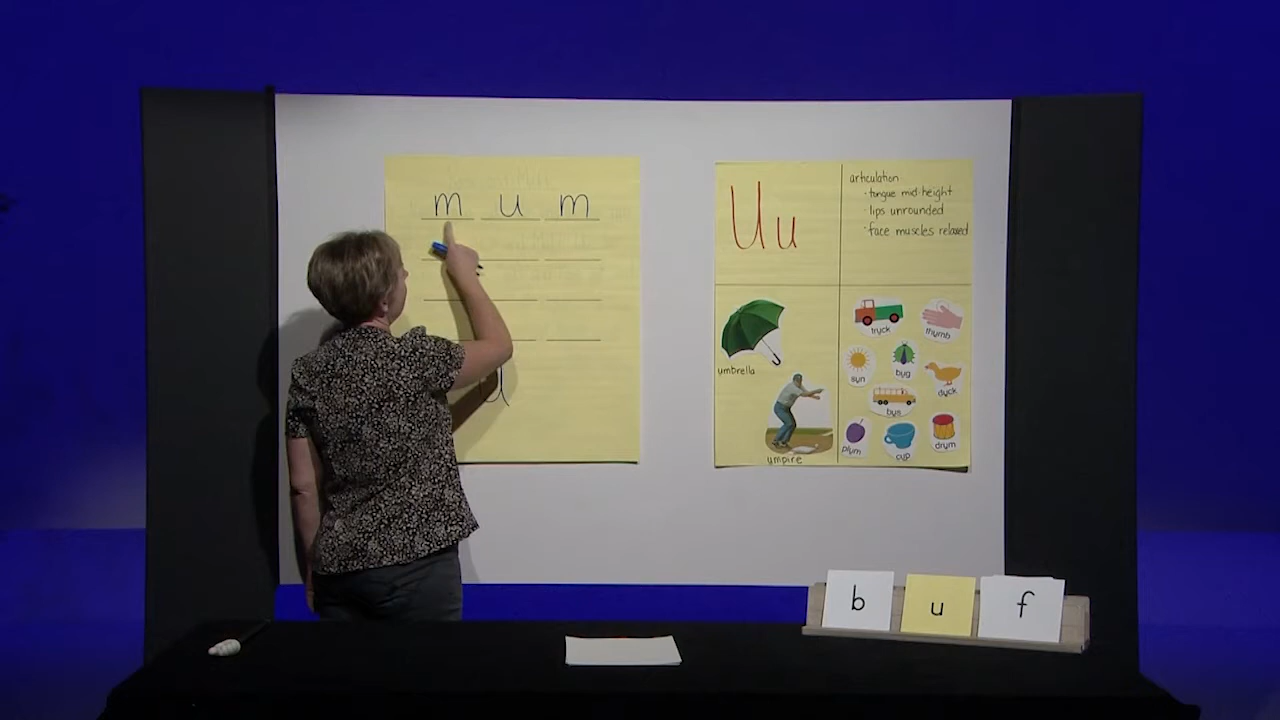 m u m
u
Uu
articulation
· tongue mid-height
· lips unrounded
· face muscles relaxed
umbrella
umpire
truck
thumb
sun
bug
duck
bus
plum
cup
drum
b
u
f